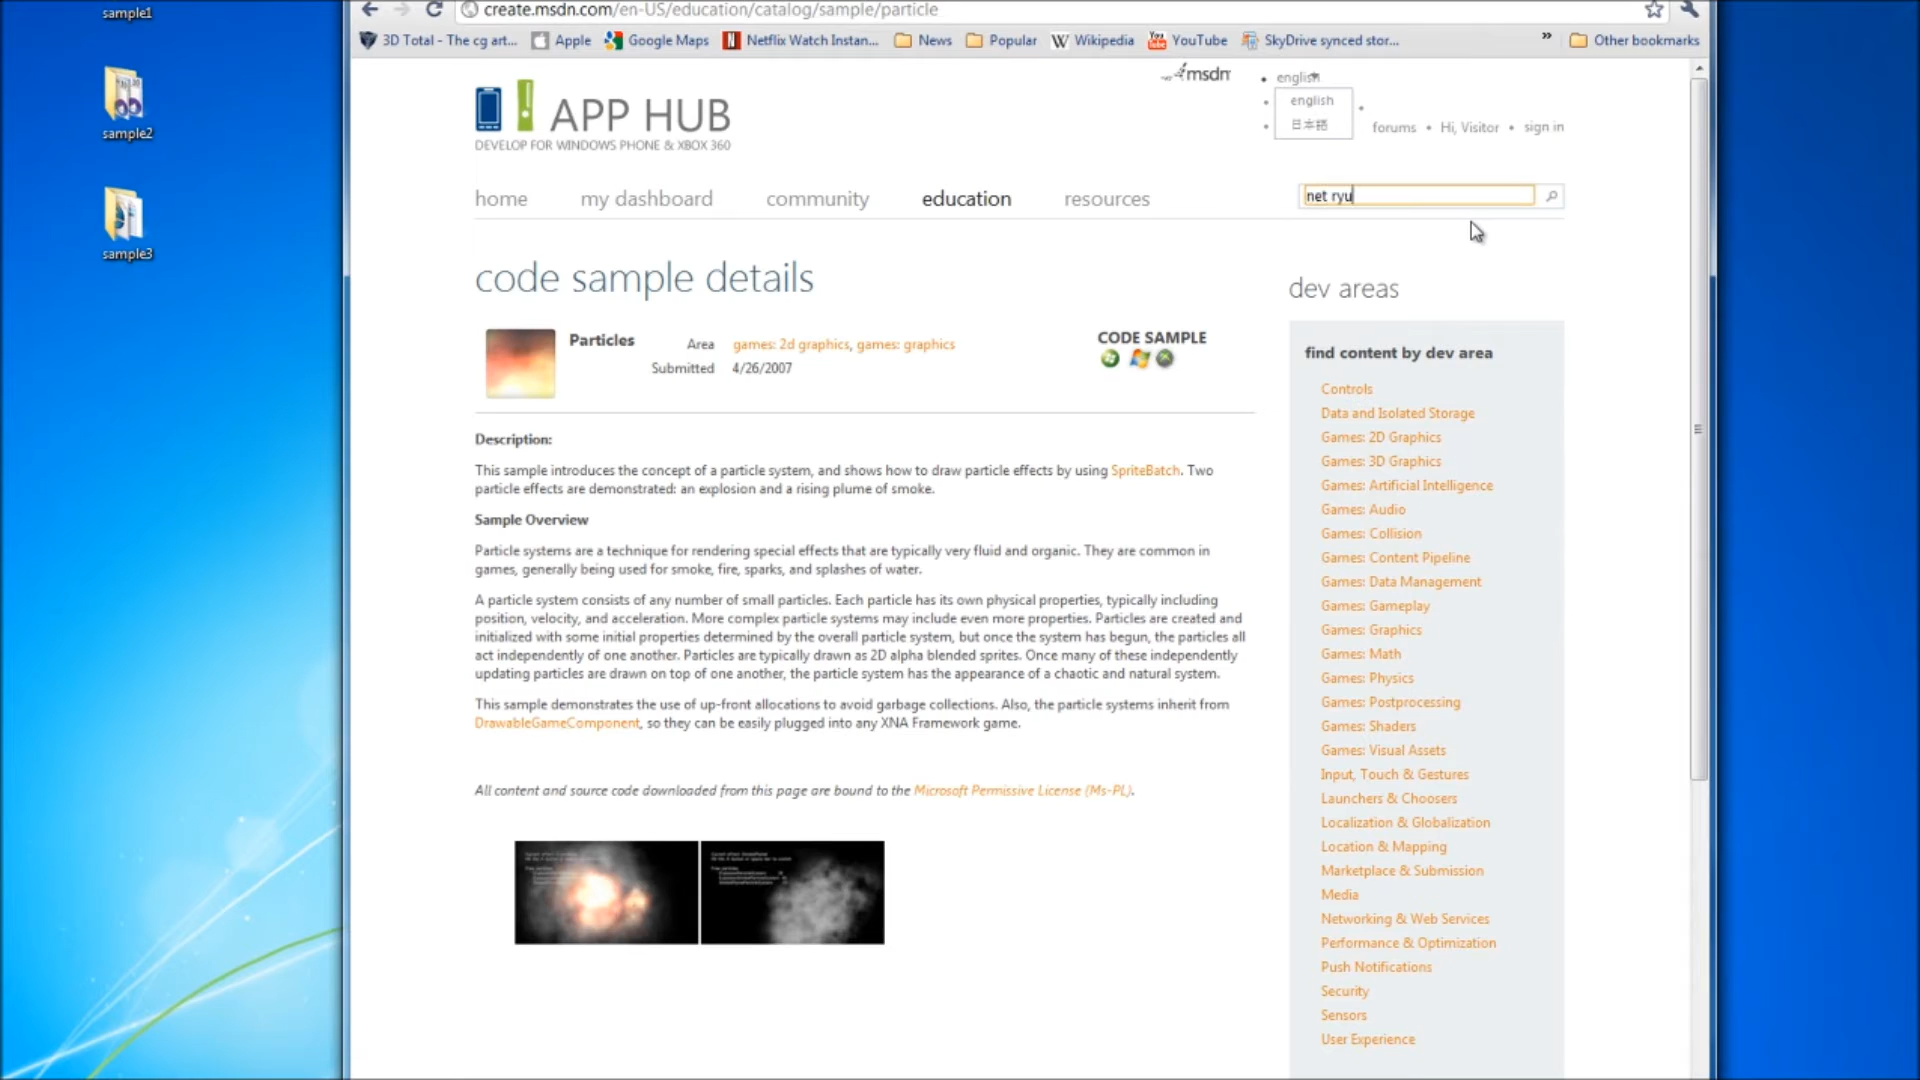 sample1
sample2
sample3
create.msdn.com/en-US/education/catalog/sample/particle
3D Total - The cg art...
Apple
Google Maps
Netflix Watch Instan...
News
Popular
Wikipedia
YouTube
SkyDrive synced stor...
»
Other bookmarks
APP HUB
DEVELOP FOR WINDOWS PHONE & XBOX 360
msdn
english
english
日本語
forums • Hi, Visitor • sign in
home
my dashboard
community
education
resources
net ryu
code sample details
Particles
Area games: 2d graphics, games: graphics
Submitted 4/26/2007
CODE SAMPLE
Description:
This sample introduces the concept of a particle system, and shows how to draw particle effects by using SpriteBatch. Two
particle effects are demonstrated: an explosion and a rising plume of smoke.
Sample Overview
Particle systems are a technique for rendering special effects that are typically very fluid and organic. They are common in
games, generally being used for smoke, fire, sparks, and splashes of water.
A particle system consists of any number of small particles. Each particle has its own physical properties, typically including
position, velocity, and acceleration. More complex particle systems may include even more properties. Particles are created and
initialized with some initial properties determined by the overall particle system, but once the system has begun, the particles all
act independently of one another. Particles are typically drawn as 2D alpha blended sprites. Once many of these independently
updating particles are drawn on top of one another, the particle system has the appearance of a chaotic and natural system.
This sample demonstrates the use of up-front allocations to avoid garbage collections. Also, the particle systems inherit from
DrawableGameComponent, so they can be easily plugged into any XNA Framework game.
All content and source code downloaded from this page are bound to the Microsoft Permissive License (Ms-PL).
dev areas
find content by dev area
Controls
Data and Isolated Storage
Games: 2D Graphics
Games: 3D Graphics
Games: Artificial Intelligence
Games: Audio
Games: Collision
Games: Content Pipeline
Games: Data Management
Games: Gameplay
Games: Graphics
Games: Math
Games: Physics
Games: Postprocessing
Games: Shaders
Games: Visual Assets
Input, Touch & Gestures
Launchers & Choosers
Localization & Globalization
Location & Mapping
Marketplace & Submission
Media
Networking & Web Services
Performance & Optimization
Push Notifications
Security
Sensors
User Experience